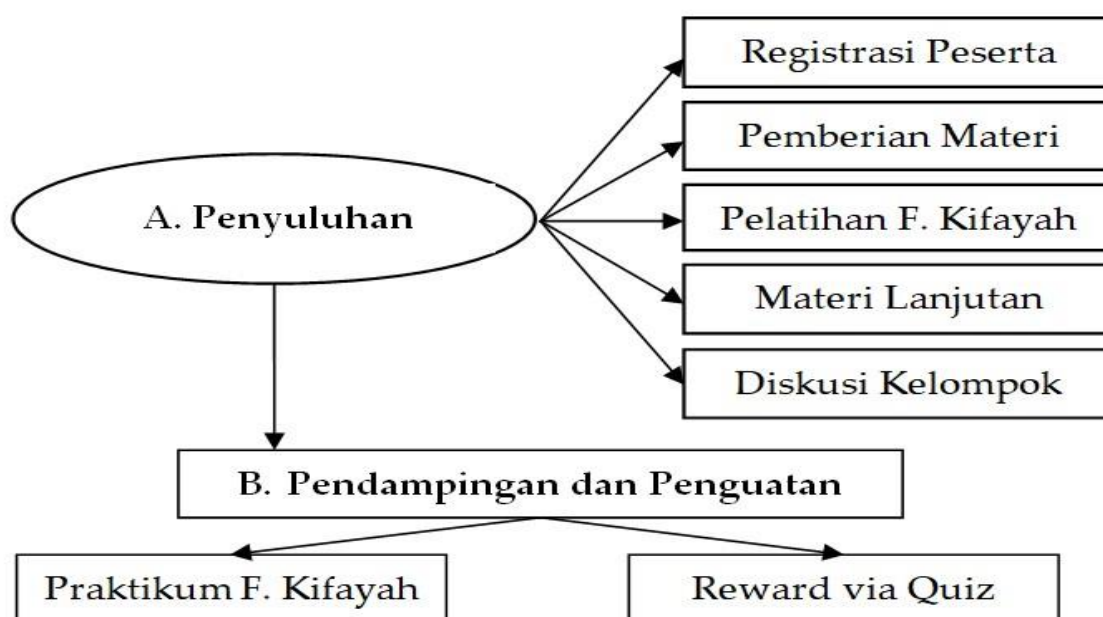 Registrasi Peserta
Pemberian Materi
A. Penyuluhan
Pelatihan F. Kifayah
Materi Lanjutan
Diskusi Kelompok
B. Pendampingan dan Penguatan
Praktikum F. Kifayah
Reward via Quiz